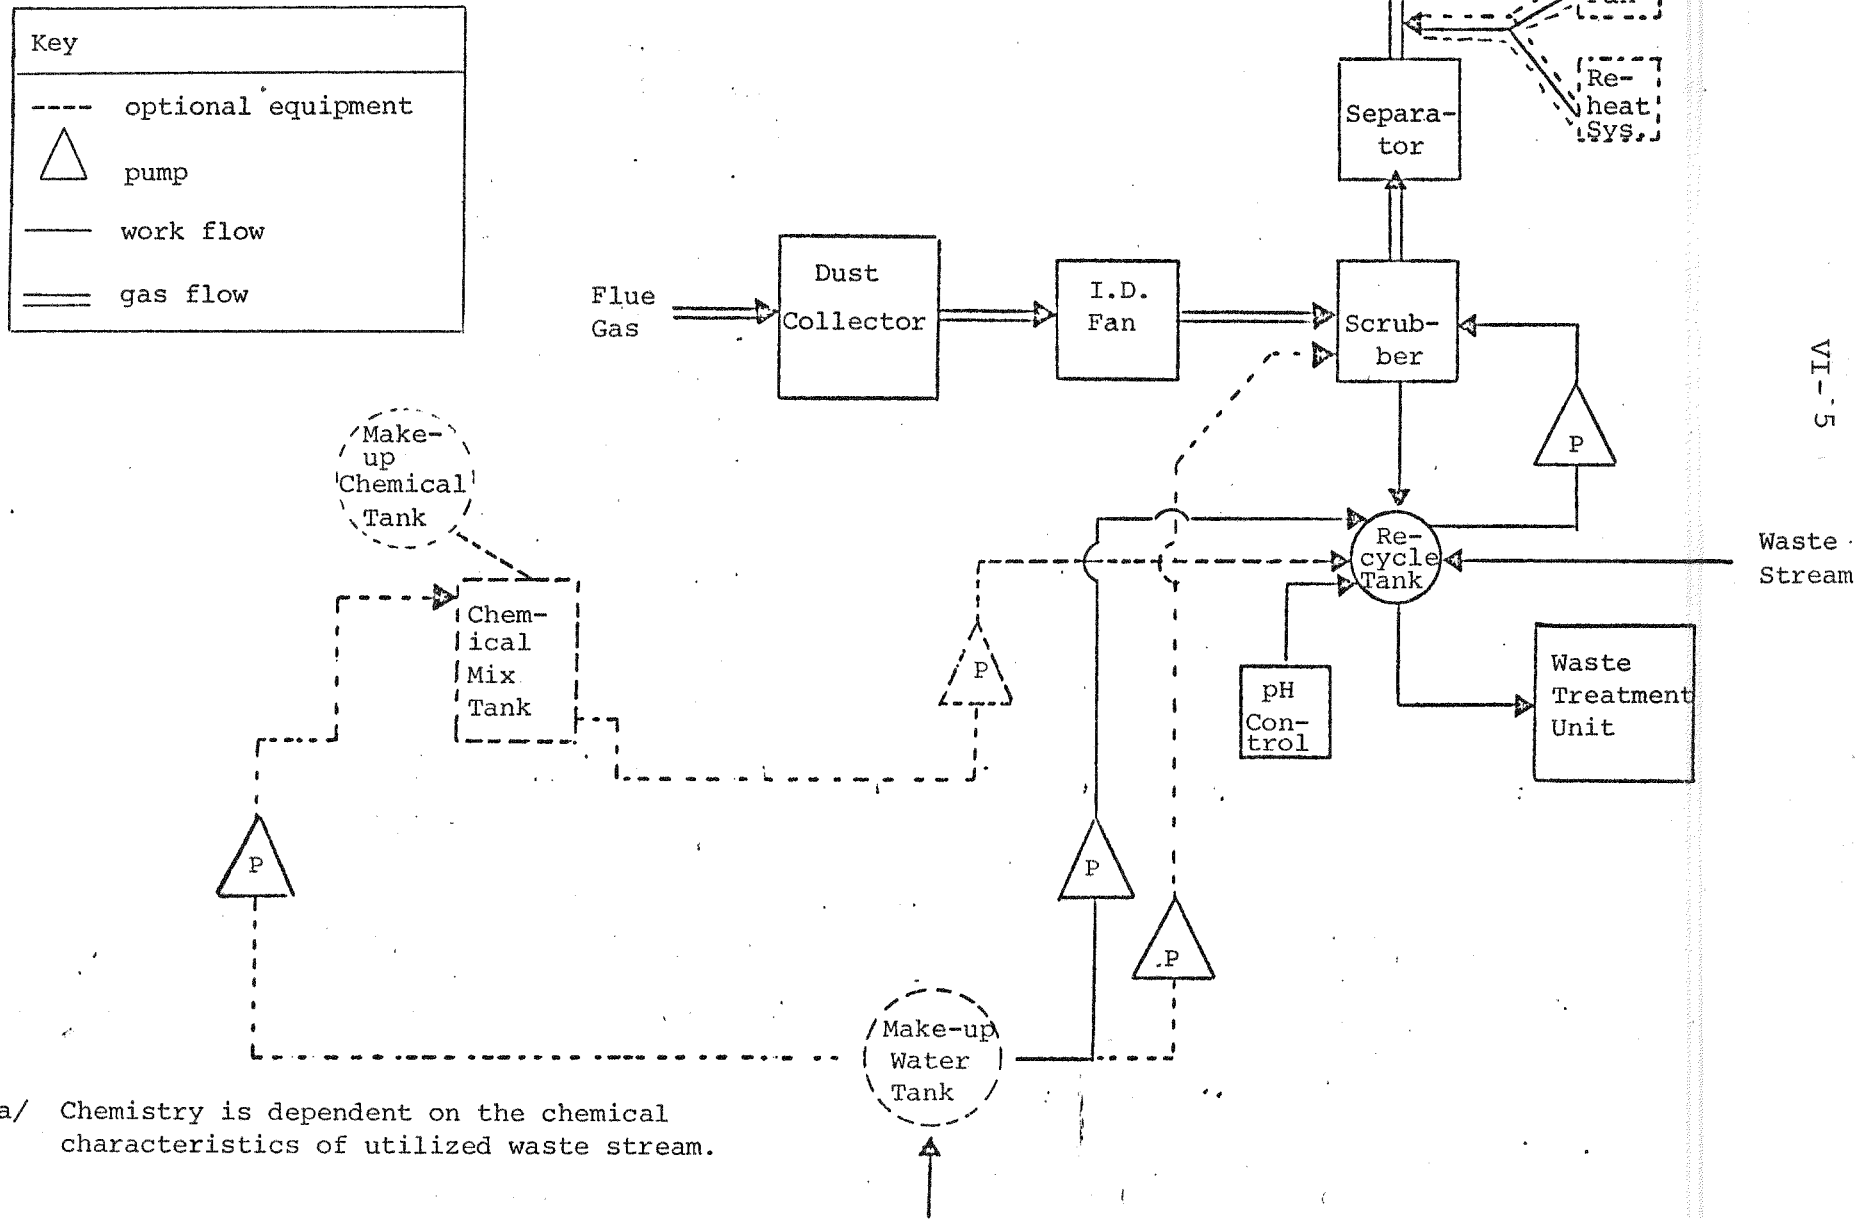 Key
optional equipment
pump
work flow
gas flow
Re-
heat
Sys.
Separa-
tor
Flue
Gas
Dust
Collector
I.D.
Fan
Scrub-
ber
P
VI-5
Make-
up
Chemical
Tank
Re-
cycle
Tank
Waste
Stream
Chem-
ical
Mix
Tank
P
pH
Con-
trol
Waste
Treatment
Unit
P
P
P
Make-up
Water
Tank
a/ Chemistry is dependent on the chemical
characteristics of utilized waste stream.